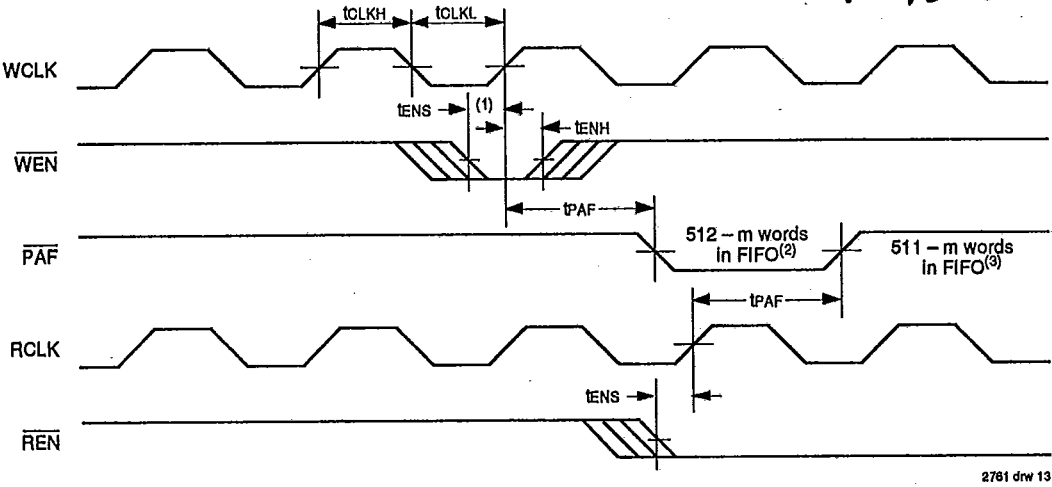 tCLKH
tCLKL
WCLK
tENS
(1)
tENH
WEN
tPAF
PAF
512 – m words
in FIFO(2)
511 – m words
in FIFO(3)
tPAF
RCLK
tENS
REN
2761 drw 13